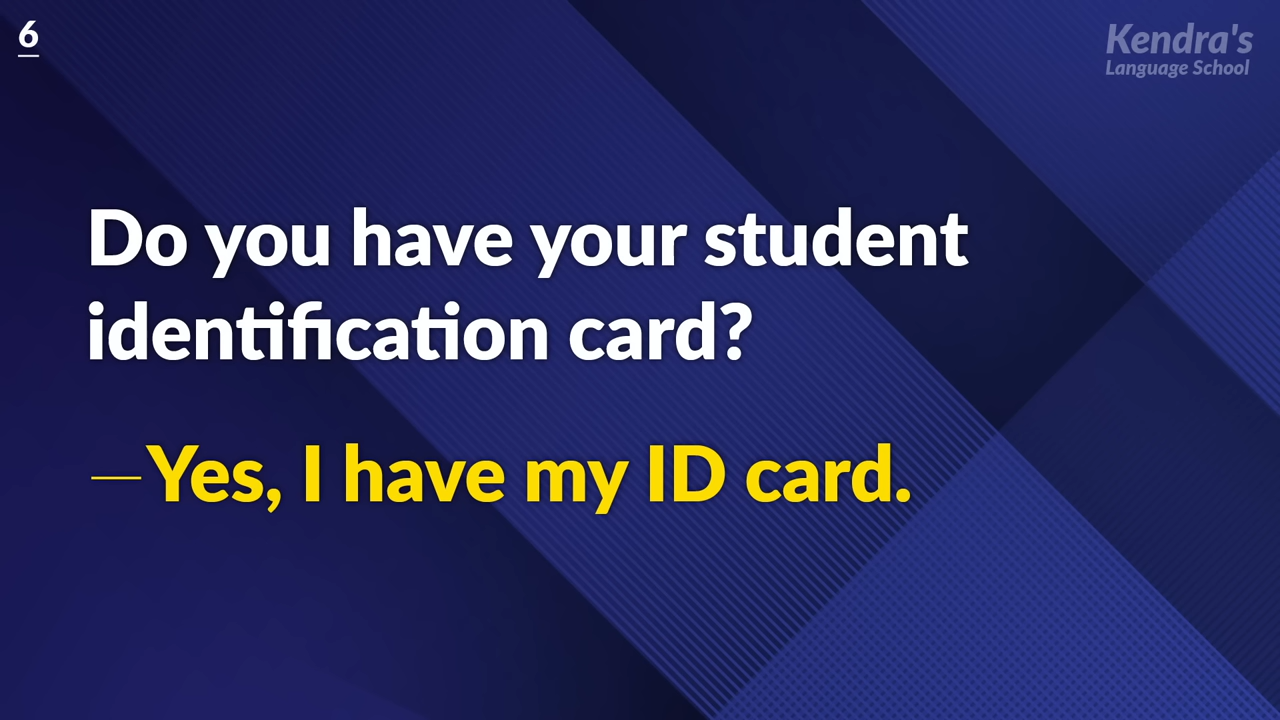 6
Kendra's
Language School
Do you have your student
identification card?
—Yes, I have my ID card.